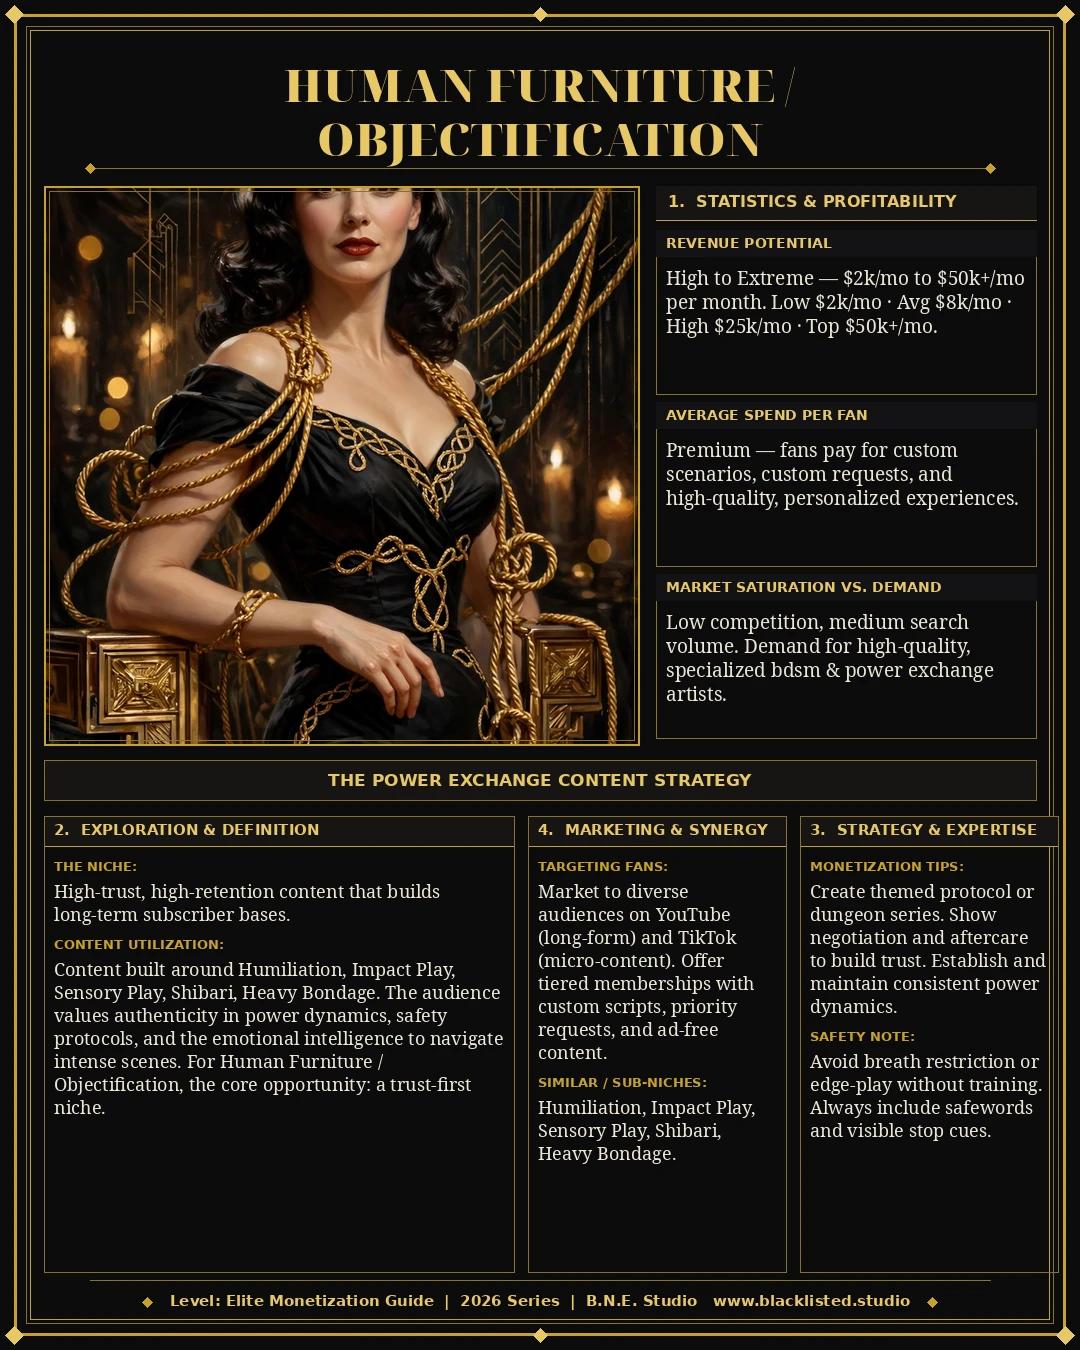 HUMAN FURNITURE /
OBJECTIFICATION
1. STATISTICS & PROFITABILITY
REVENUE POTENTIAL
High to Extreme — $2k/mo to $50k+/mo
per month. Low $2k/mo · Avg $8k/mo ·
High $25k/mo · Top $50k+/mo.
AVERAGE SPEND PER FAN
Premium — fans pay for custom
scenarios, custom requests, and
high-quality, personalized experiences.
MARKET SATURATION VS. DEMAND
Low competition, medium search
volume. Demand for high-quality,
specialized bdsm & power exchange
artists.
THE POWER EXCHANGE CONTENT STRATEGY
2. EXPLORATION & DEFINITION
THE NICHE:
High-trust, high-retention content that builds
long-term subscriber bases.
CONTENT UTILIZATION:
Content built around Humiliation, Impact Play,
Sensory Play, Shibari, Heavy Bondage. The audience
values authenticity in power dynamics, safety
protocols, and the emotional intelligence to navigate
intense scenes. For Human Furniture /
Objectification, the core opportunity: a trust-first
niche.
4. MARKETING & SYNERGY
TARGETING FANS:
Market to diverse
audiences on YouTube
(long-form) and TikTok
(micro-content). Offer
tiered memberships with
custom scripts, priority
requests, and ad-free
content.
SIMILAR / SUB-NICHES:
Humiliation, Impact Play,
Sensory Play, Shibari,
Heavy Bondage.
3. STRATEGY & EXPERTISE
MONETIZATION TIPS:
Create themed protocol or
dungeon series. Show
negotiation and aftercare
to build trust. Establish and
maintain consistent power
dynamics.
SAFETY NOTE:
Avoid breath restriction or
edge-play without training.
Always include safewords
and visible stop cues.
Level: Elite Monetization Guide | 2026 Series | B.N.E. Studio www.blacklisted.studio